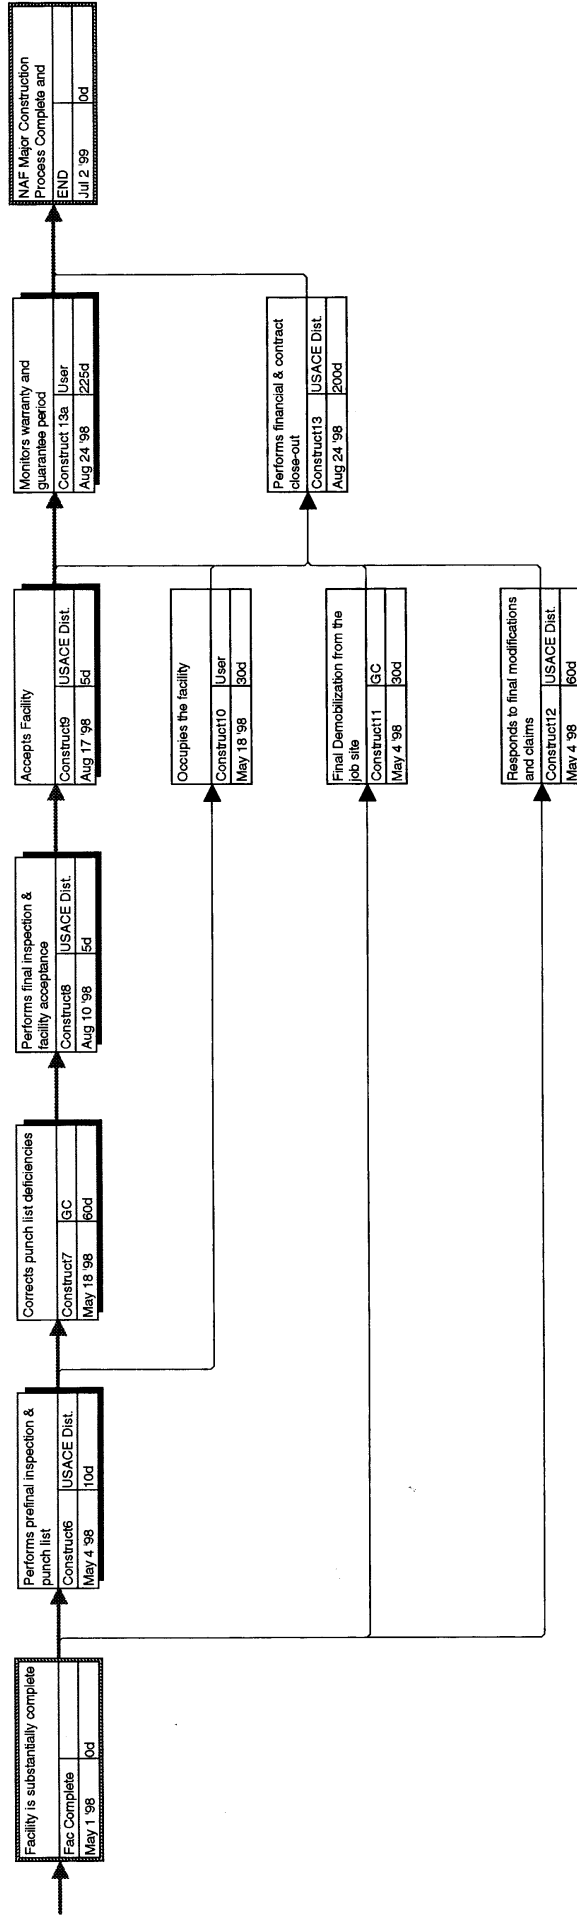 Facility is substantially complete
Fac Complete
May 1 '98
0d
Performs prefinal inspection &
punch list
Construct6
USACE Dist.
May 4 '98
10d
Corrects punch list deficiencies
Construct7
GC
May 18 '98
60d
Performs final inspection &
facility acceptance
Construct8
USACE Dist.
Aug 10 '98
5d
Accepts Facility
Construct9
USACE Dist.
Aug 17 '98
5d
Monitors warranty and
guarantee period
Construct 13a
User
Aug 24 '98
225d
NAF Major Construction
Process Complete and
END
Jul 2 '99
0d
Occupies the facility
Construct10
User
May 18 '98
30d
Performs financial & contract
close-out
Construct13
USACE Dist.
Aug 24 '98
200d
Final Demobilization from the
job site
Construct11
GC
May 4 '98
30d
Responds to final modifications
and claims
Construct12
USACE Dist.
May 4 '98
60d